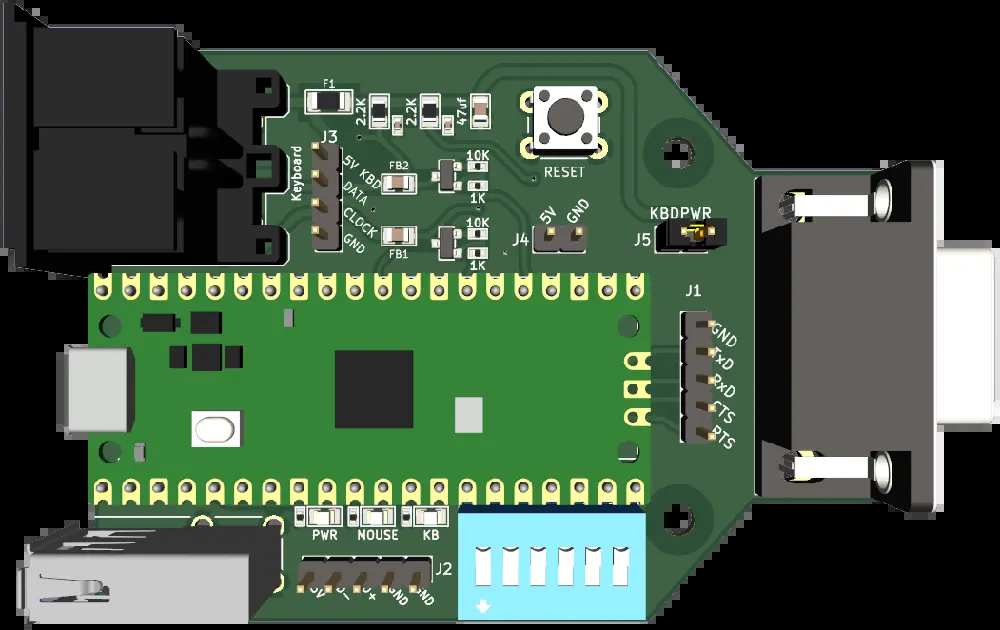 F1
2.2K
2.2K
47uf
J3
Keyboard
5V KBD
DATA
CLOCK
GND
FB2
10K
1K
RESET
10K
FB1
1K
J4
5V
GND
KBDPWR
J5
J1
GND
TxD
RxD
CTS
RTS
PWR
NOUSE
KB
J2
GND
GND